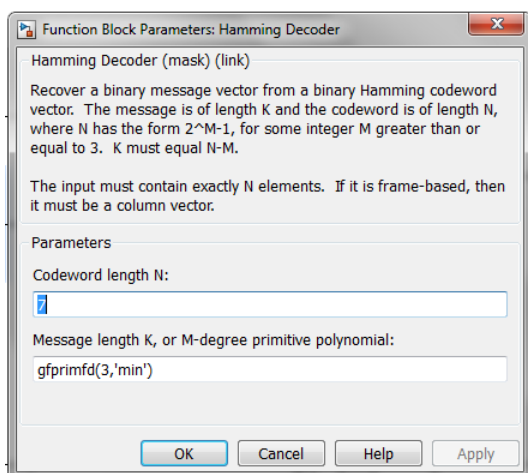 Function Block Parameters: Hamming Decoder
Hamming Decoder (mask) (link)
Recover a binary message vector from a binary Hamming codeword
vector.  The message is of length K and the codeword is of length N,
where N has the form 2^M-1, for some integer M greater than or
equal to 3.  K must equal N-M.
The input must contain exactly N elements.  If it is frame-based, then
it must be a column vector.
Parameters
Codeword length N:
7
Message length K, or M-degree primitive polynomial:
gfprimfd(3,'min')
OK Cancel Help Apply